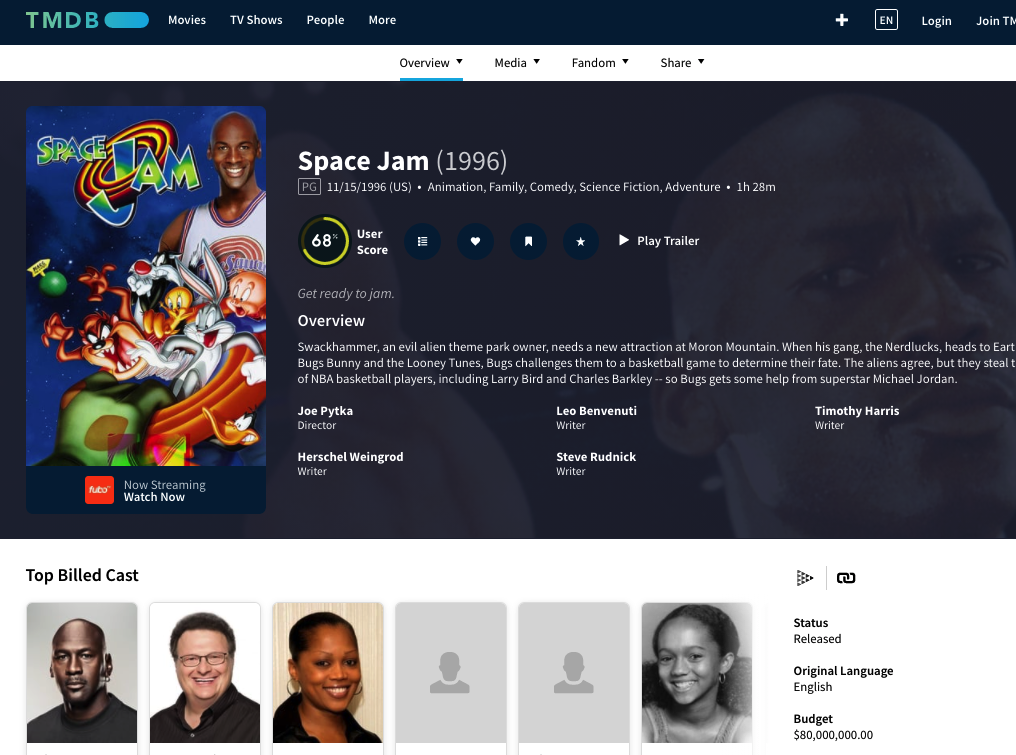 TMDB
Movies TV Shows People More
EN Login Join TM
Overview Media Fandom Share
SPACE JAM
Space Jam (1996)
PG 11/15/1996 (US) • Animation, Family, Comedy, Science Fiction, Adventure • 1h 28m
68% User Score
Play Trailer
Get ready to jam.
Overview
Swackhammer, an evil alien theme park owner, needs a new attraction at Moron Mountain. When his gang, the Nerdlucks, heads to Eart
Bugs Bunny and the Looney Tunes, Bugs challenges them to a basketball game to determine their fate. The aliens agree, but they steal t
of NBA basketball players, including Larry Bird and Charles Barkley -- so Bugs gets some help from superstar Michael Jordan.
Joe Pytka Leo Benvenuti Timothy Harris
Director Writer Writer
Herschel Weingrod Steve Rudnick
Writer Writer
fubo
Now Streaming
Watch Now
Top Billed Cast
Status
Released
Original Language
English
Budget
$80,000,000.00